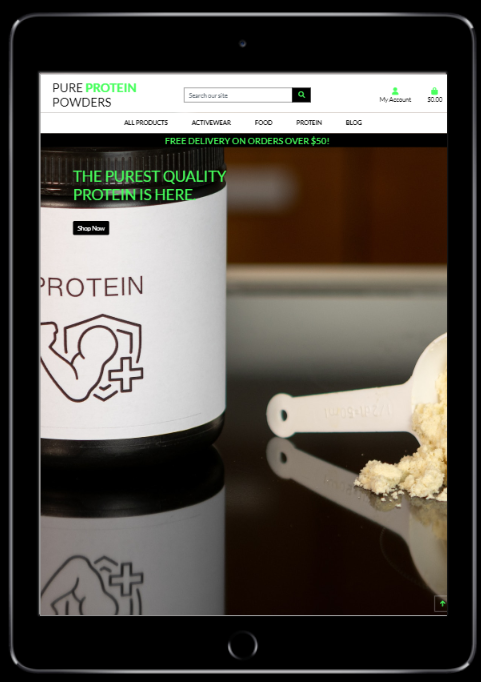 PURE PROTEIN
POWDERS
Search our site
My Account
$0.00
ALL PRODUCTS ACTIVEWEAR FOOD PROTEIN BLOG
FREE DELIVERY ON ORDERS OVER $50!
THE PUREST QUALITY
PROTEIN IS HERE
Shop Now
PROTEIN